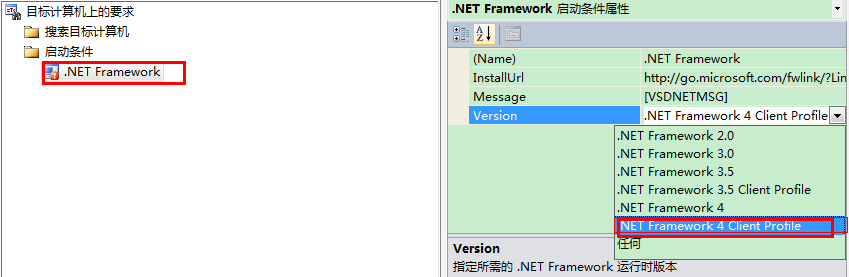 目标计算机上的要求
搜索目标计算机
启动条件
.NET Framework
.NET Framework 启动条件属性
(Name) .NET Framework
InstallUrl http://go.microsoft.com/fwlink/?Lin
Message [VSDNETMSG]
Version .NET Framework 4 Client Profile
.NET Framework 2.0
.NET Framework 3.0
.NET Framework 3.5
.NET Framework 3.5 Client Profile
.NET Framework 4
.NET Framework 4 Client Profile
任何
Version
指定所需的 .NET Framework 运行时版本